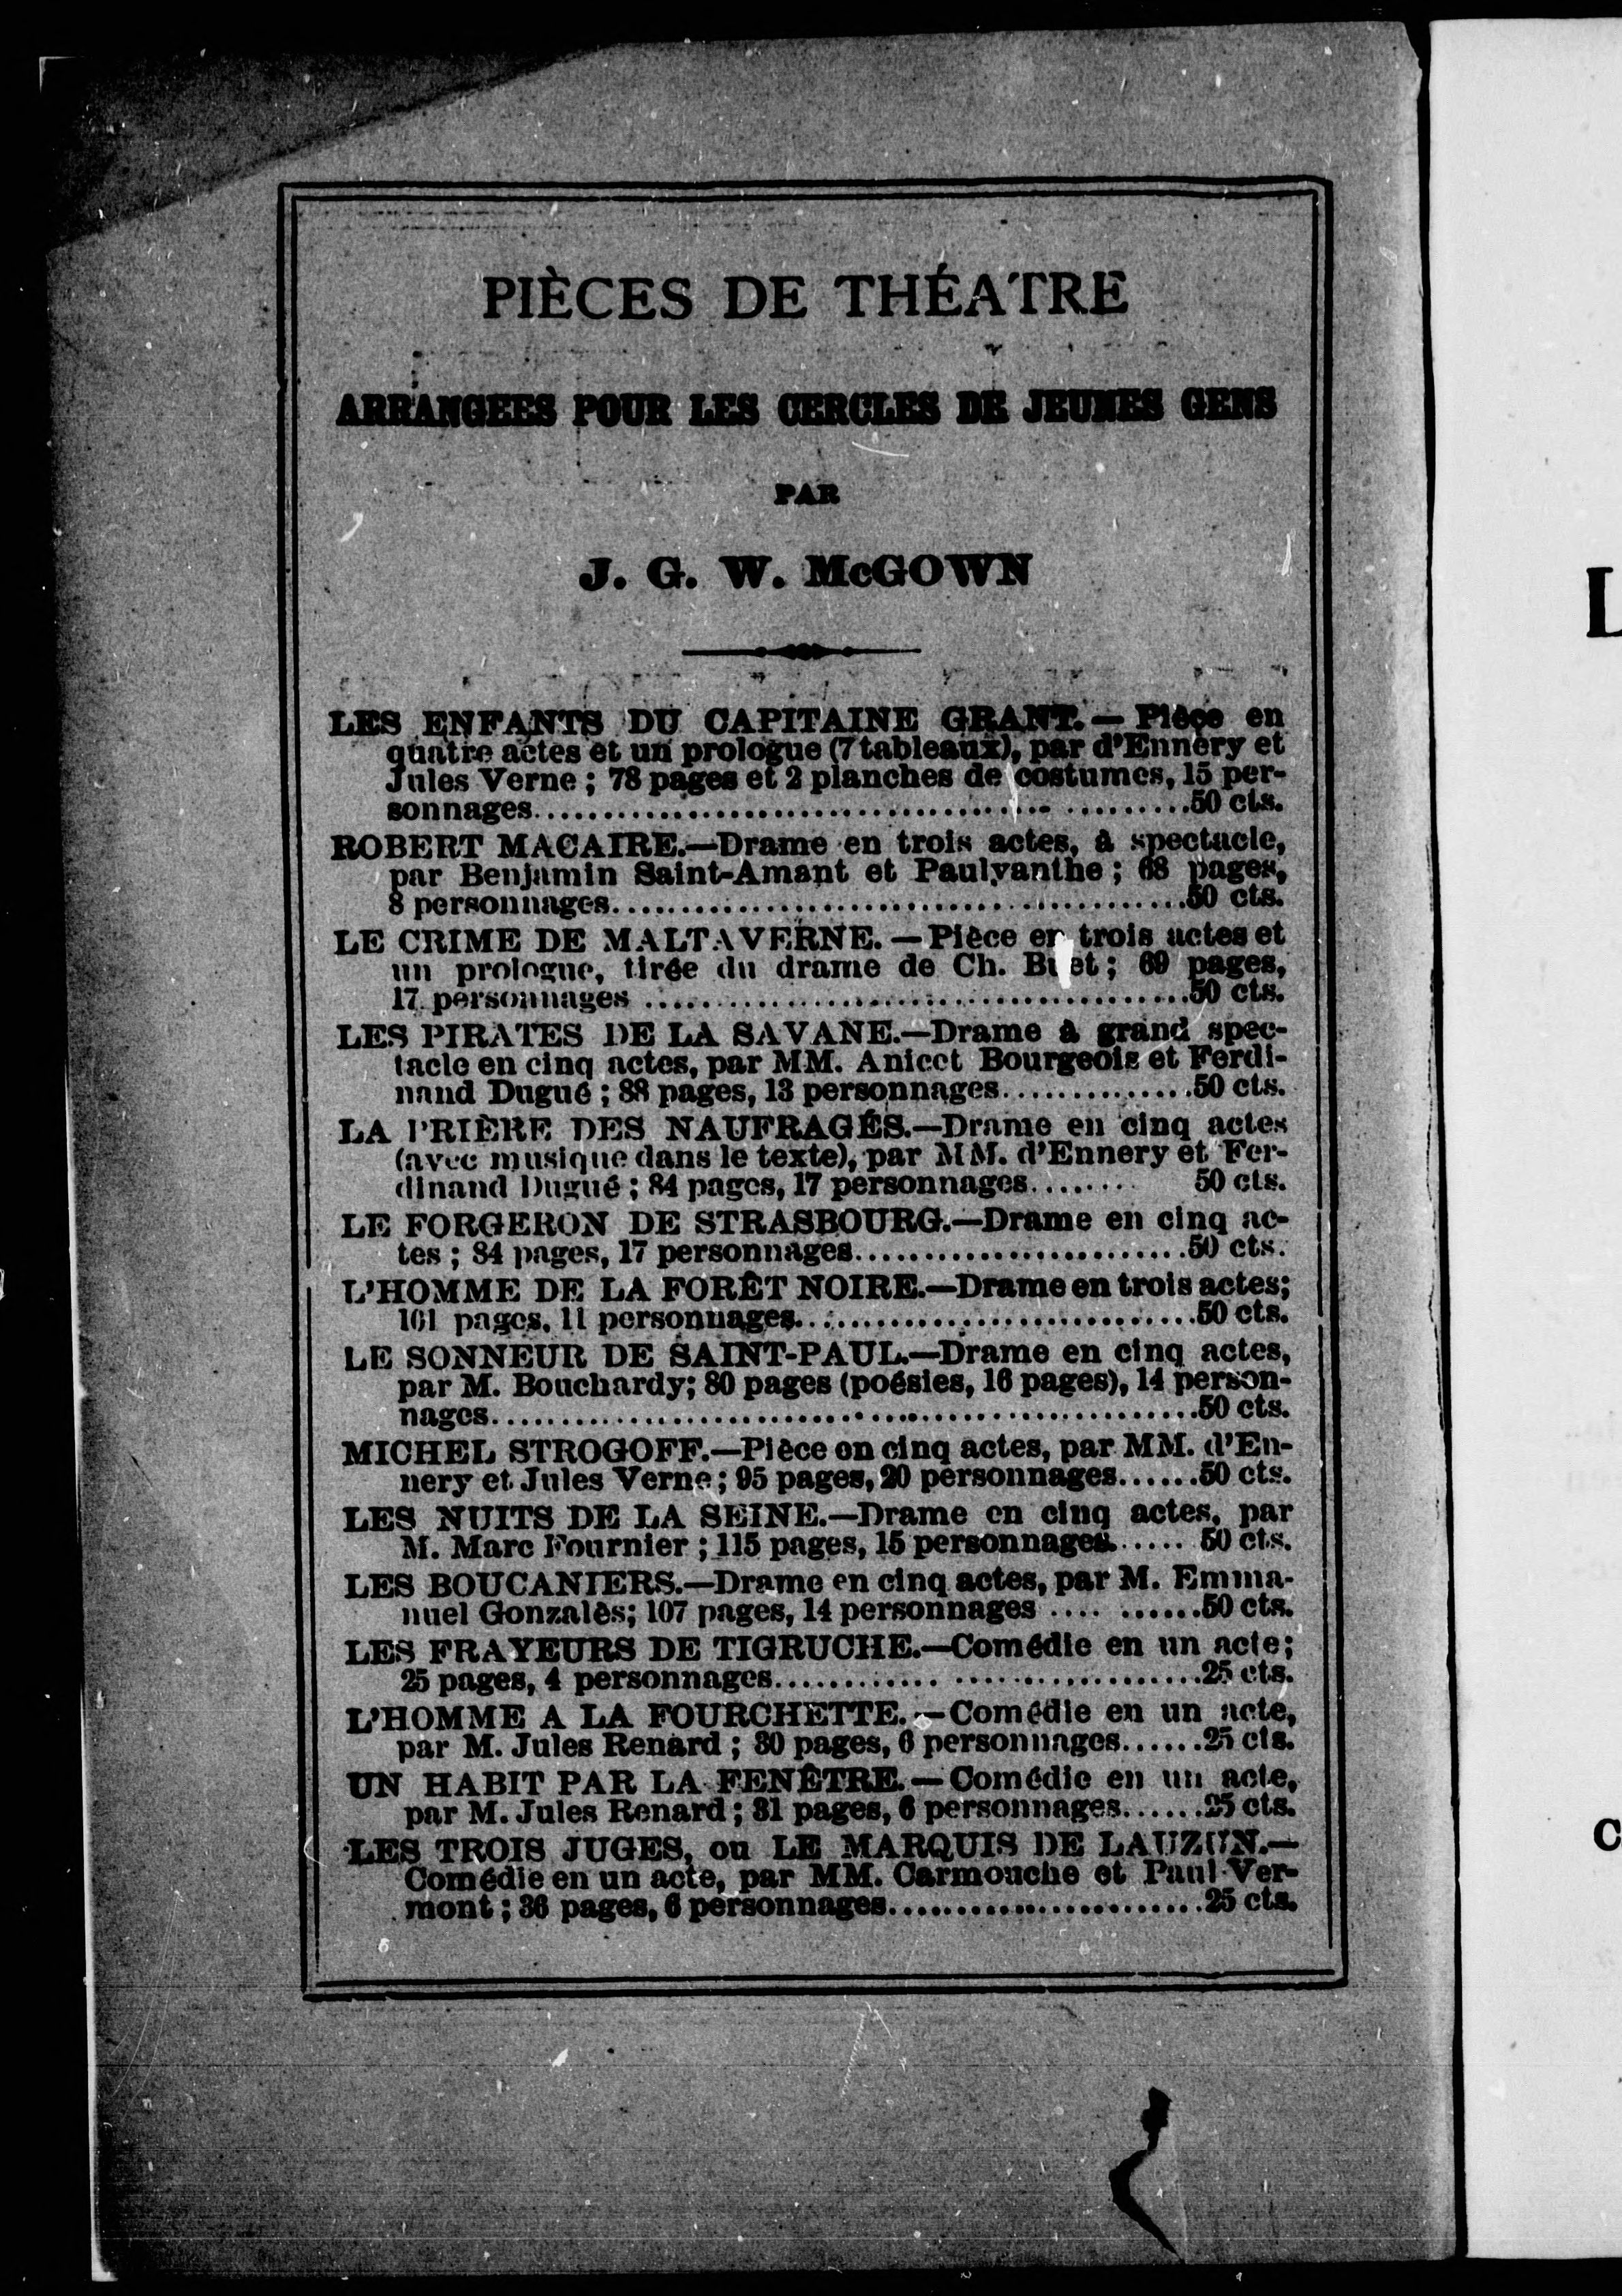 PIÈCES DE THÉATRE
ARRANGEES POUR LES CERCLES DE JEUNES GENS
PAR
J. G. W. McGOWN
LES ENFANTS DU CAPITAINE GRANT.—Pièce en
quatre actes et un prologue (7 tableaux), par d'Ennery et
Jules Verne ; 78 pages et 2 planches de costumes, 15 per-
sonnages.................................................50 cts.
ROBERT MACAIRE.—Drame en trois actes, à spectacle,
par Benjamin Saint-Amant et Paulyanthe ; 68 pages,
8 personnages............................................50 cts.
LE CRIME DE MALTAVERNE.—Pièce en trois actes et
un prologue, tirée du drame de Ch. Buet ; 69 pages,
17 personnages ..........................................50 cts.
LES PIRATES DE LA SAVANE.—Drame à grand spec-
tacle en cinq actes, par MM. Anicet Bourgeois et Ferdi-
nand Dugué ; 88 pages, 13 personnages..............50 cts.
LA PRIÈRE DES NAUFRAGÉS.—Drame en cinq actes
(avec musique dans le texte), par MM. d'Ennery et Fer-
dinand Dugué ; 84 pages, 17 personnages........ 50 cts.
LE FORGERON DE STRASBOURG.—Drame en cinq ac-
tes ; 84 pages, 17 personnages.........................50 cts.
L'HOMME DE LA FORÊT NOIRE.—Drame en trois actes;
101 pages, 11 personnages..............................50 cts.
LE SONNEUR DE SAINT-PAUL.—Drame en cinq actes,
par M. Bouchardy; 80 pages (poésies, 16 pages), 14 person-
nages.....................................................50 cts.
MICHEL STROGOFF.—Pièce en cinq actes, par MM. d'En-
nery et Jules Verne ; 95 pages, 20 personnages......50 cts.
LES NUITS DE LA SEINE.—Drame en cinq actes, par
M. Marc Fournier ; 115 pages, 15 personnages...... 50 cts.
LES BOUCANIERS.—Drame en cinq actes, par M. Emma-
nuel Gonzalès; 107 pages, 14 personnages .... ......50 cts.
LES FRAYEURS DE TIGRUCHE.—Comédie en un acte;
25 pages, 4 personnages............ ...................25 cts.
L'HOMME A LA FOURCHETTE.—Comédie en un acte,
par M. Jules Renard ; 30 pages, 6 personnages......25 cts.
UN HABIT PAR LA FENÊTRE.—Comédie en un acte,
par M. Jules Renard ; 31 pages, 6 personnages......25 cts.
LES TROIS JUGES, ou LE MARQUIS DE LAUZUN.—
Comédie en un acte, par MM. Carmouche et Paul Ver-
mont ; 36 pages, 6 personnages........................25 cts.
L
C